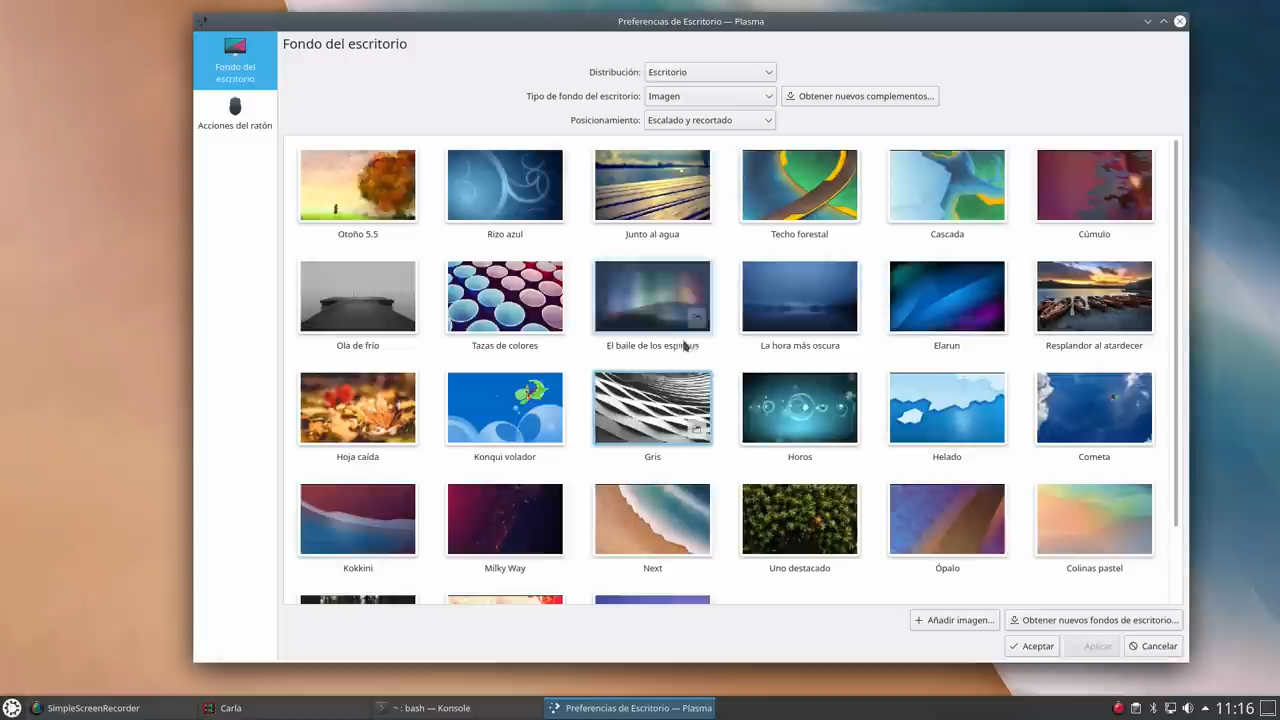 Preferencias de Escritorio — Plasma
Fondo del
escritorio
Acciones del ratón
Fondo del escritorio
Distribución: Escritorio
Tipo de fondo del escritorio: Imagen Obtener nuevos complementos...
Posicionamiento: Escalado y recortado
Otoño 5.5 Rizo azul Junto al agua Techo forestal Cascada Cúmulo
Ola de frío Tazas de colores El baile de los La hora más oscura Elarun Resplandor al atardecer
Hoja caída Konqui volador Gris Horos Helado Cometa
Kokkini Milky Way Next Uno destacado Ópalo Colinas pastel
Añadir imagen... Obtener nuevos fondos de escritorio...
Aceptar Aplicar Cancelar
SimpleScreenRecorder Carla ~ : bash — Konsole Preferencias de Escritorio — Plasma 11:16